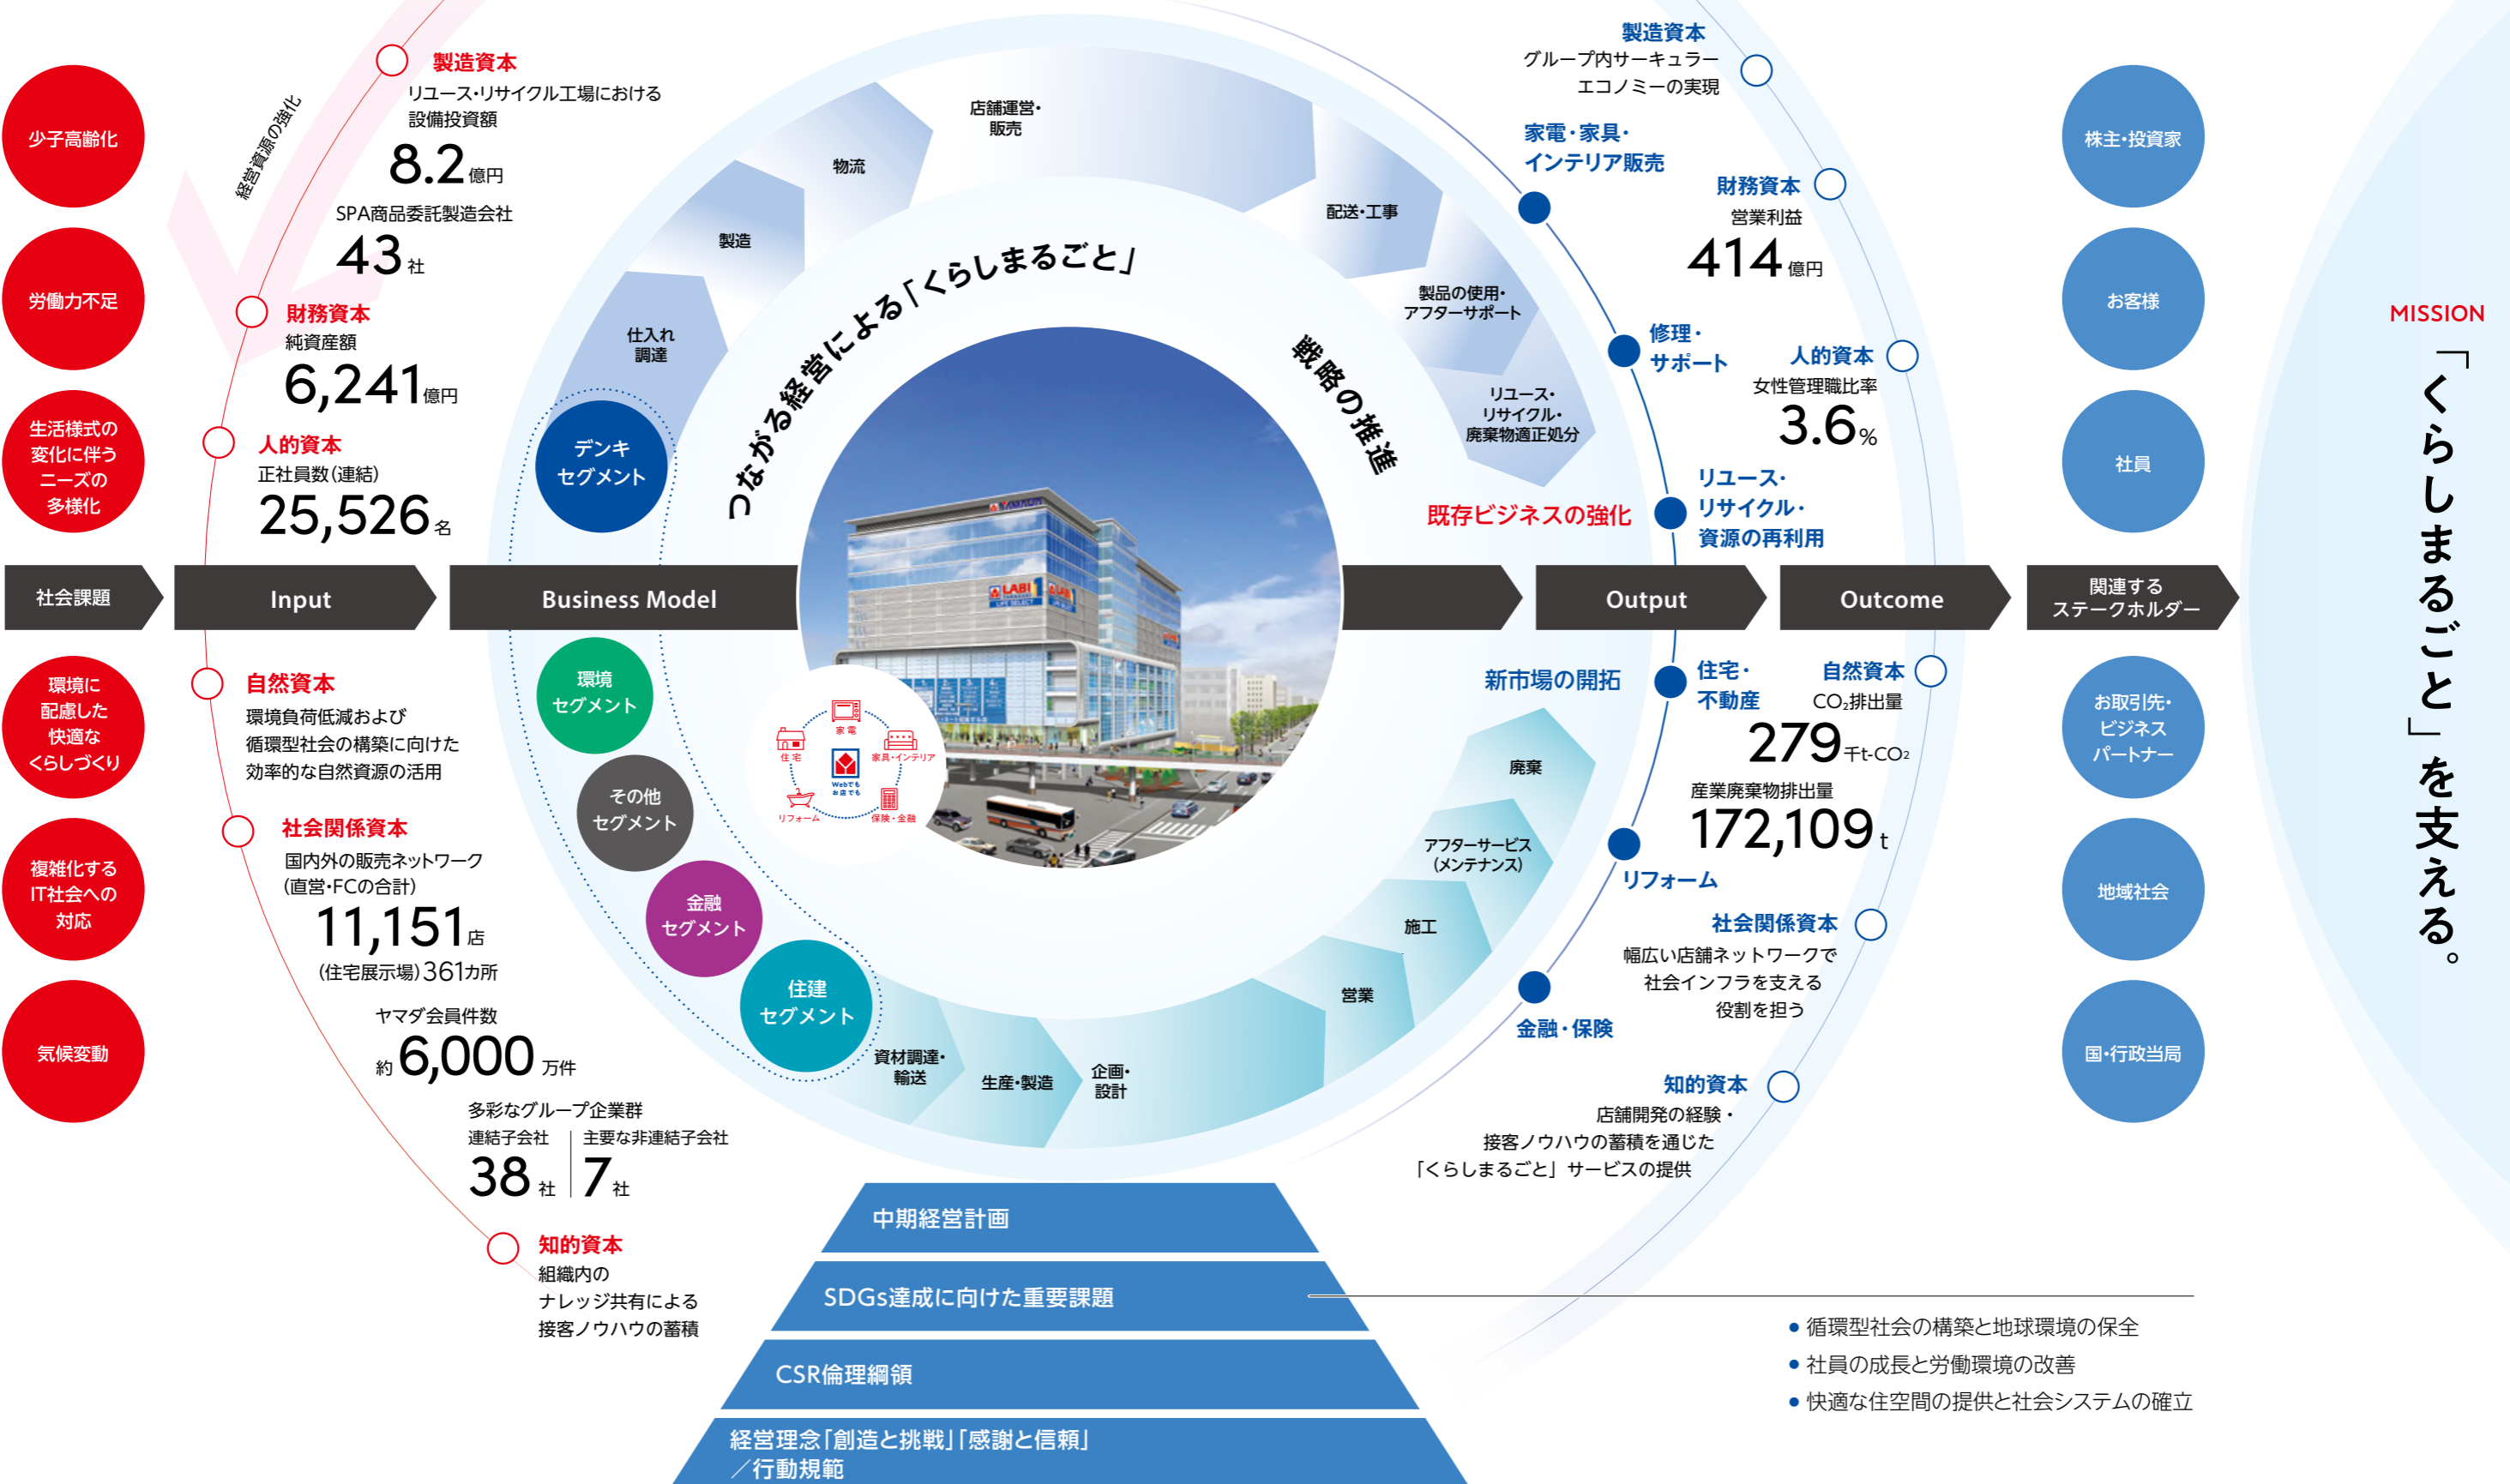 少子高齢化
労働力不足
生活様式の
変化に伴う
ニーズの
多様化
社会課題
環境に
配慮した
快適な
くらしづくり
複雑化する
IT社会への
対応
気候変動
経営資源の強化
製造資本
リユース・リサイクル工場における
設備投資額
8.2億円
SPA商品委託製造会社
43社
財務資本
純資産額
6,241億円
人的資本
正社員数(連結)
25,526名
Input
自然資本
環境負荷低減および
循環型社会の構築に向けた
効率的な自然資源の活用
社会関係資本
国内外の販売ネットワーク
(直営・FCの合計)
11,151店
(住宅展示場)361カ所
ヤマダ会員件数
約6,000万件
多彩なグループ企業群
連結子会社
38社
主要な非連結子会社
7社
知的資本
組織内の
ナレッジ共有による
接客ノウハウの蓄積
Business Model
つながる経営による「くらしまるごと」
戦略の推進
仕入れ
調達
製造
物流
店舗運営・
販売
配送・工事
製品の使用・
アフターサポート
リユース・
リサイクル・
廃棄物適正処分
デンキ
セグメント
環境
セグメント
その他
セグメント
金融
セグメント
住建
セグメント
YAMADA
LABI1
LIFE SELECT
LABI
家電
住宅
家具・インテリア
Webでも
お店でも
リフォーム
保険・金融
資材調達・
輸送
生産・製造
企画・
設計
営業
施工
アフターサービス
(メンテナンス)
廃棄
既存ビジネスの強化
新市場の開拓
家電・家具・
インテリア販売
修理・
サポート
リユース・
リサイクル・
資源の再利用
Output
住宅・
不動産
リフォーム
金融・保険
製造資本
グループ内サーキュラー
エコノミーの実現
財務資本
営業利益
414億円
人的資本
女性管理職比率
3.6%
Outcome
自然資本
CO₂排出量
279千t-CO₂
産業廃棄物排出量
172,109t
社会関係資本
幅広い店舗ネットワークで
社会インフラを支える
役割を担う
知的資本
店舗開発の経験・
接客ノウハウの蓄積を通じた
「くらしまるごと」サービスの提供
株主・投資家
お客様
社員
関連する
ステークホルダー
お取引先・
ビジネス
パートナー
地域社会
国・行政当局
MISSION
「くらしまるごと」を支える。
中期経営計画
SDGs達成に向けた重要課題
CSR倫理綱領
経営理念「創造と挑戦」「感謝と信頼」
／行動規範
● 循環型社会の構築と地球環境の保全
● 社員の成長と労働環境の改善
● 快適な住空間の提供と社会システムの確立